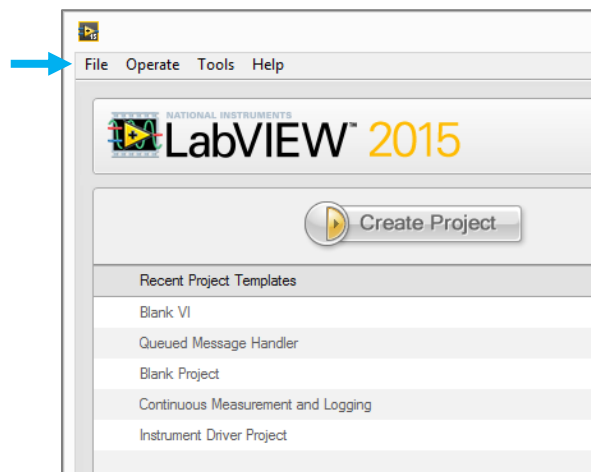 File Operate Tools Help
NATIONAL INSTRUMENTS
LabVIEW™ 2015
Create Project
Recent Project Templates
Blank VI
Queued Message Handler
Blank Project
Continuous Measurement and Logging
Instrument Driver Project